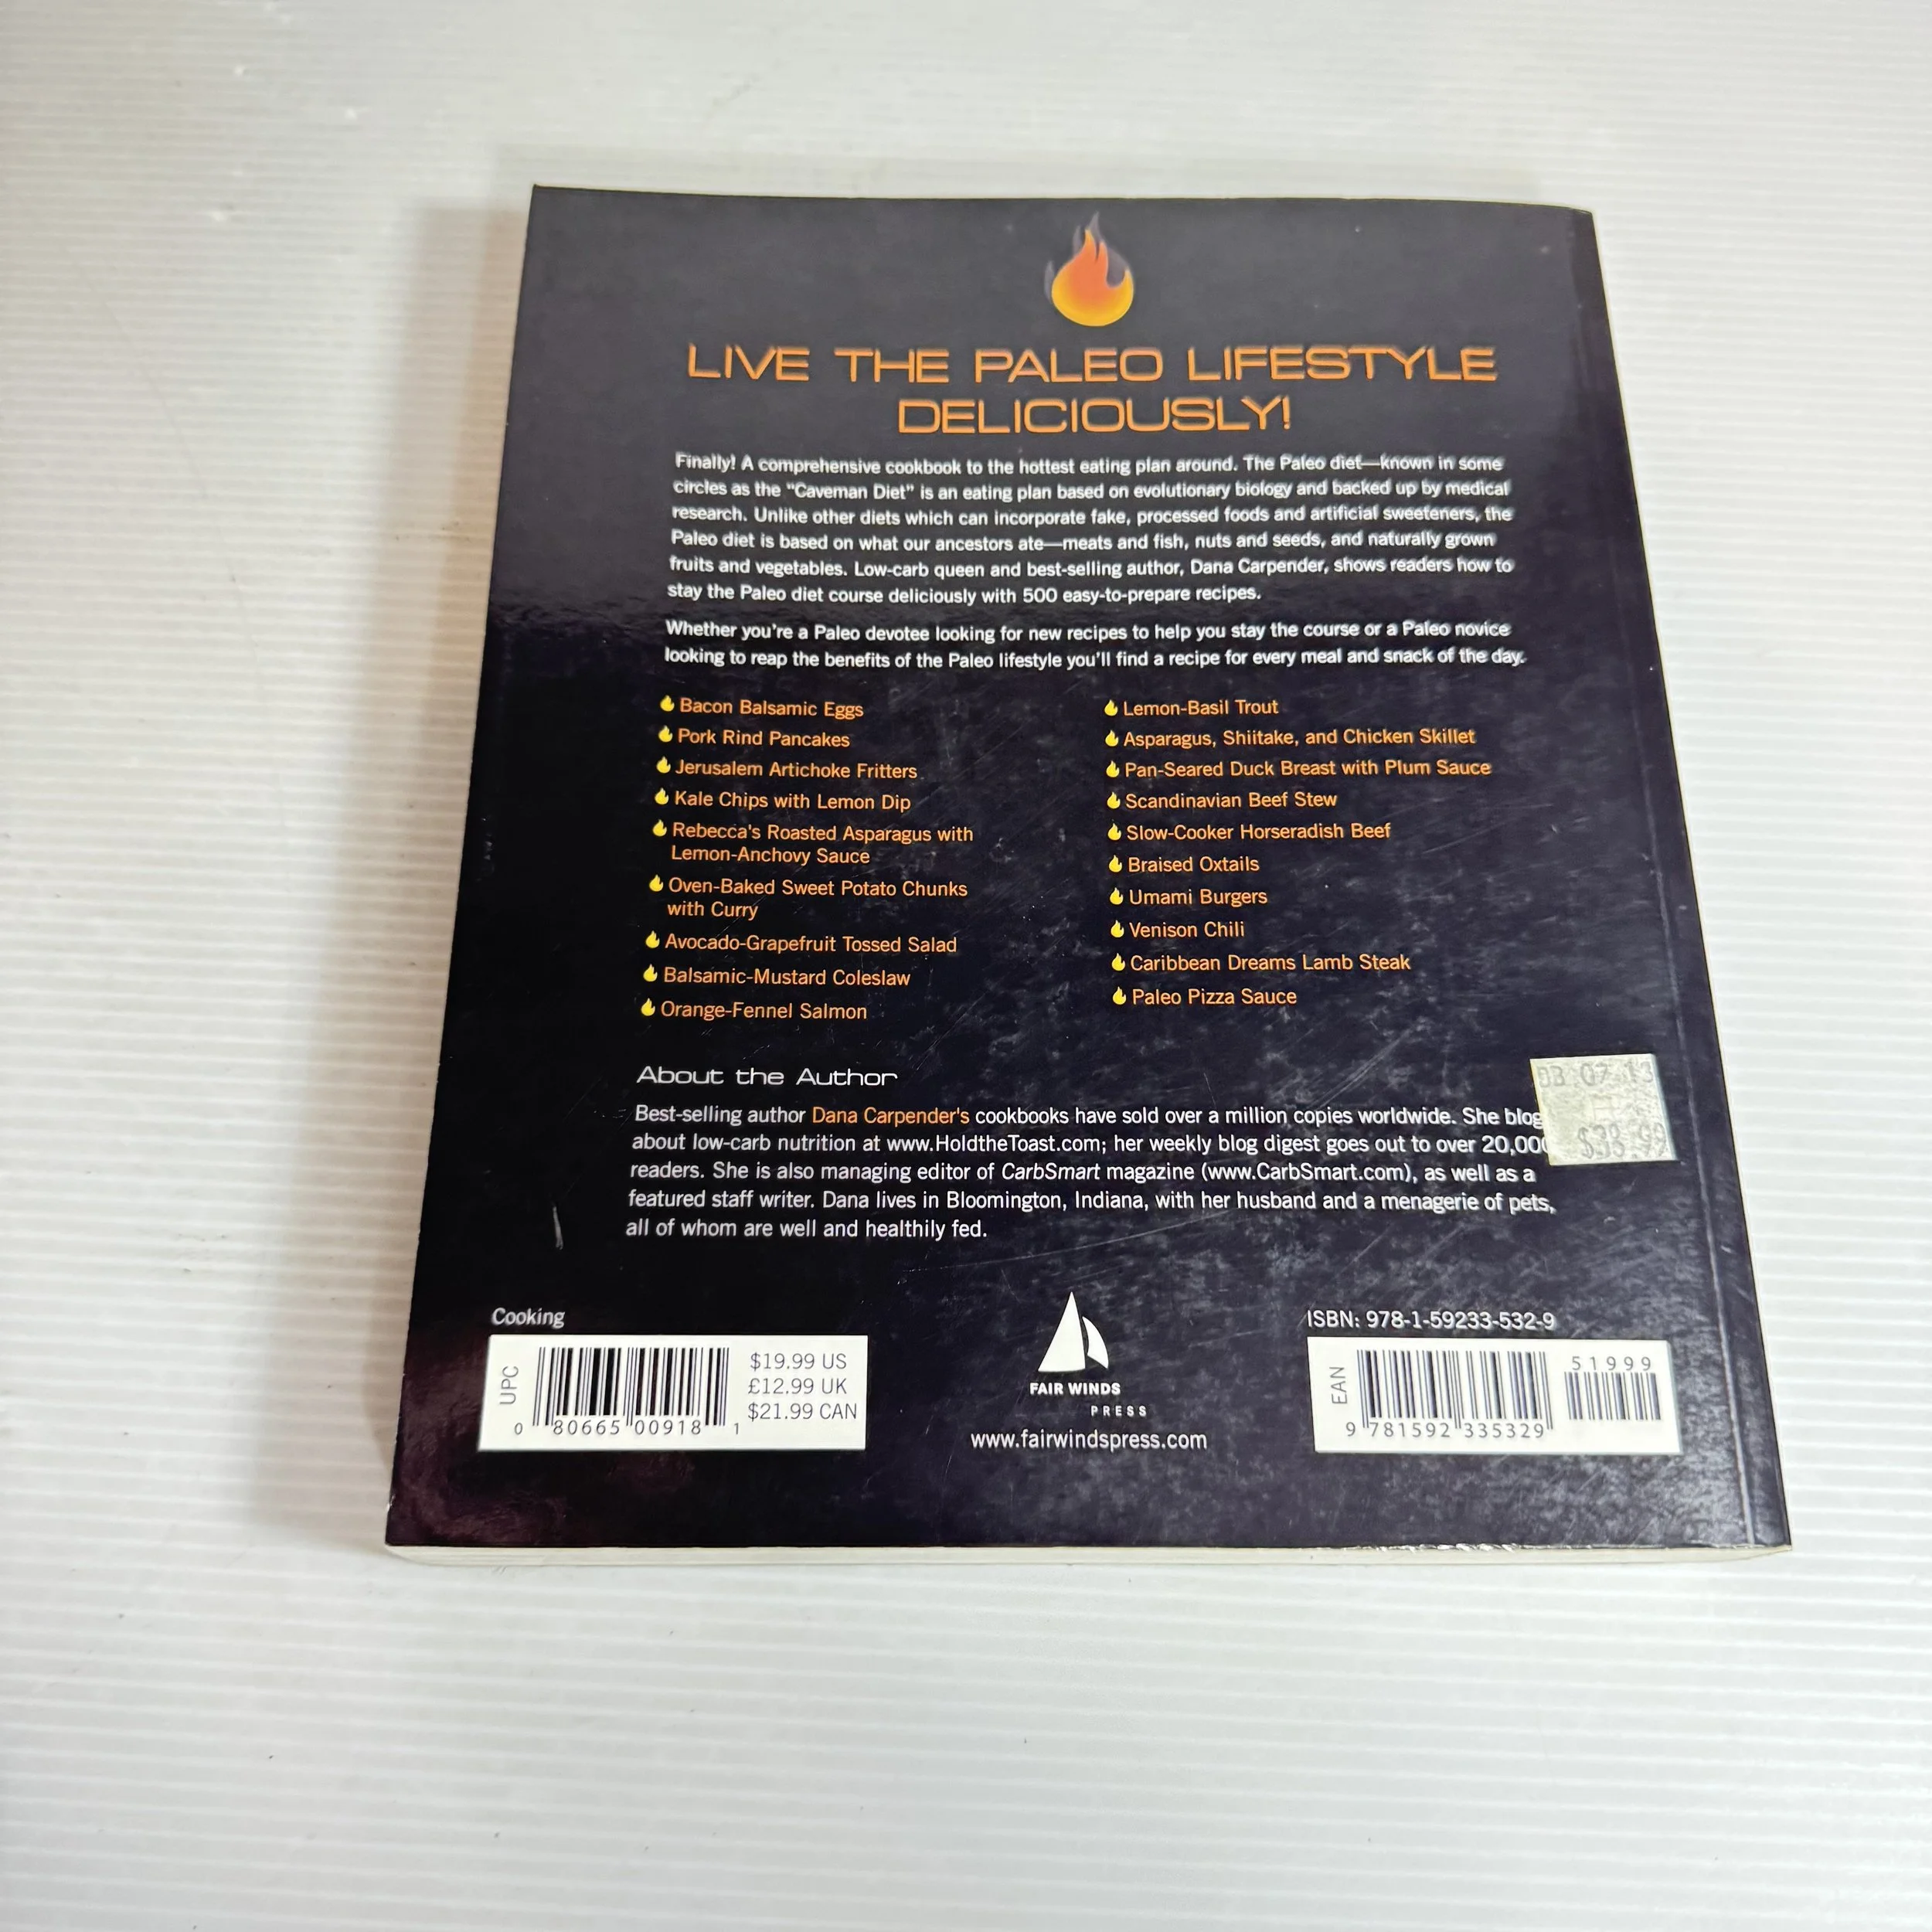 LIVE THE PALEO LIFESTYLE
DELICIOUSLY!
Finally! A comprehensive cookbook to the hottest eating plan around. The Paleo diet—known in some
circles as the "Caveman Diet" is an eating plan based on evolutionary biology and backed up by medical
research. Unlike other diets which can incorporate fake, processed foods and artificial sweeteners, the
Paleo diet is based on what our ancestors ate—meats and fish, nuts and seeds, and naturally grown
fruits and vegetables. Low-carb queen and best-selling author, Dana Carpender, shows readers how to
stay the Paleo diet course deliciously with 500 easy-to-prepare recipes.
Whether you're a Paleo devotee looking for new recipes to help you stay the course or a Paleo novice
looking to reap the benefits of the Paleo lifestyle you'll find a recipe for every meal and snack of the day.
Bacon Balsamic Eggs
Pork Rind Pancakes
Jerusalem Artichoke Fritters
Kale Chips with Lemon Dip
Rebecca's Roasted Asparagus with
Lemon-Anchovy Sauce
Oven-Baked Sweet Potato Chunks
with Curry
Avocado-Grapefruit Tossed Salad
Balsamic-Mustard Coleslaw
Orange-Fennel Salmon
Lemon-Basil Trout
Asparagus, Shiitake, and Chicken Skillet
Pan-Seared Duck Breast with Plum Sauce
Scandinavian Beef Stew
Slow-Cooker Horseradish Beef
Braised Oxtails
Umami Burgers
Venison Chili
Caribbean Dreams Lamb Steak
Paleo Pizza Sauce
About the Author
Best-selling author Dana Carpender's cookbooks have sold over a million copies worldwide. She blog
about low-carb nutrition at www.HoldtheToast.com; her weekly blog digest goes out to over 20,000
readers. She is also managing editor of CarbSmart magazine (www.CarbSmart.com), as well as a
featured staff writer. Dana lives in Bloomington, Indiana, with her husband and a menagerie of pets,
all of whom are well and healthily fed.
07 13
$38.99
Cooking
UPC
0 80665 00918 1
$19.99 US
£12.99 UK
$21.99 CAN
FAIR WINDS
PRESS
www.fairwindspress.com
ISBN: 978-1-59233-532-9
EAN
9 781592 335329
51999